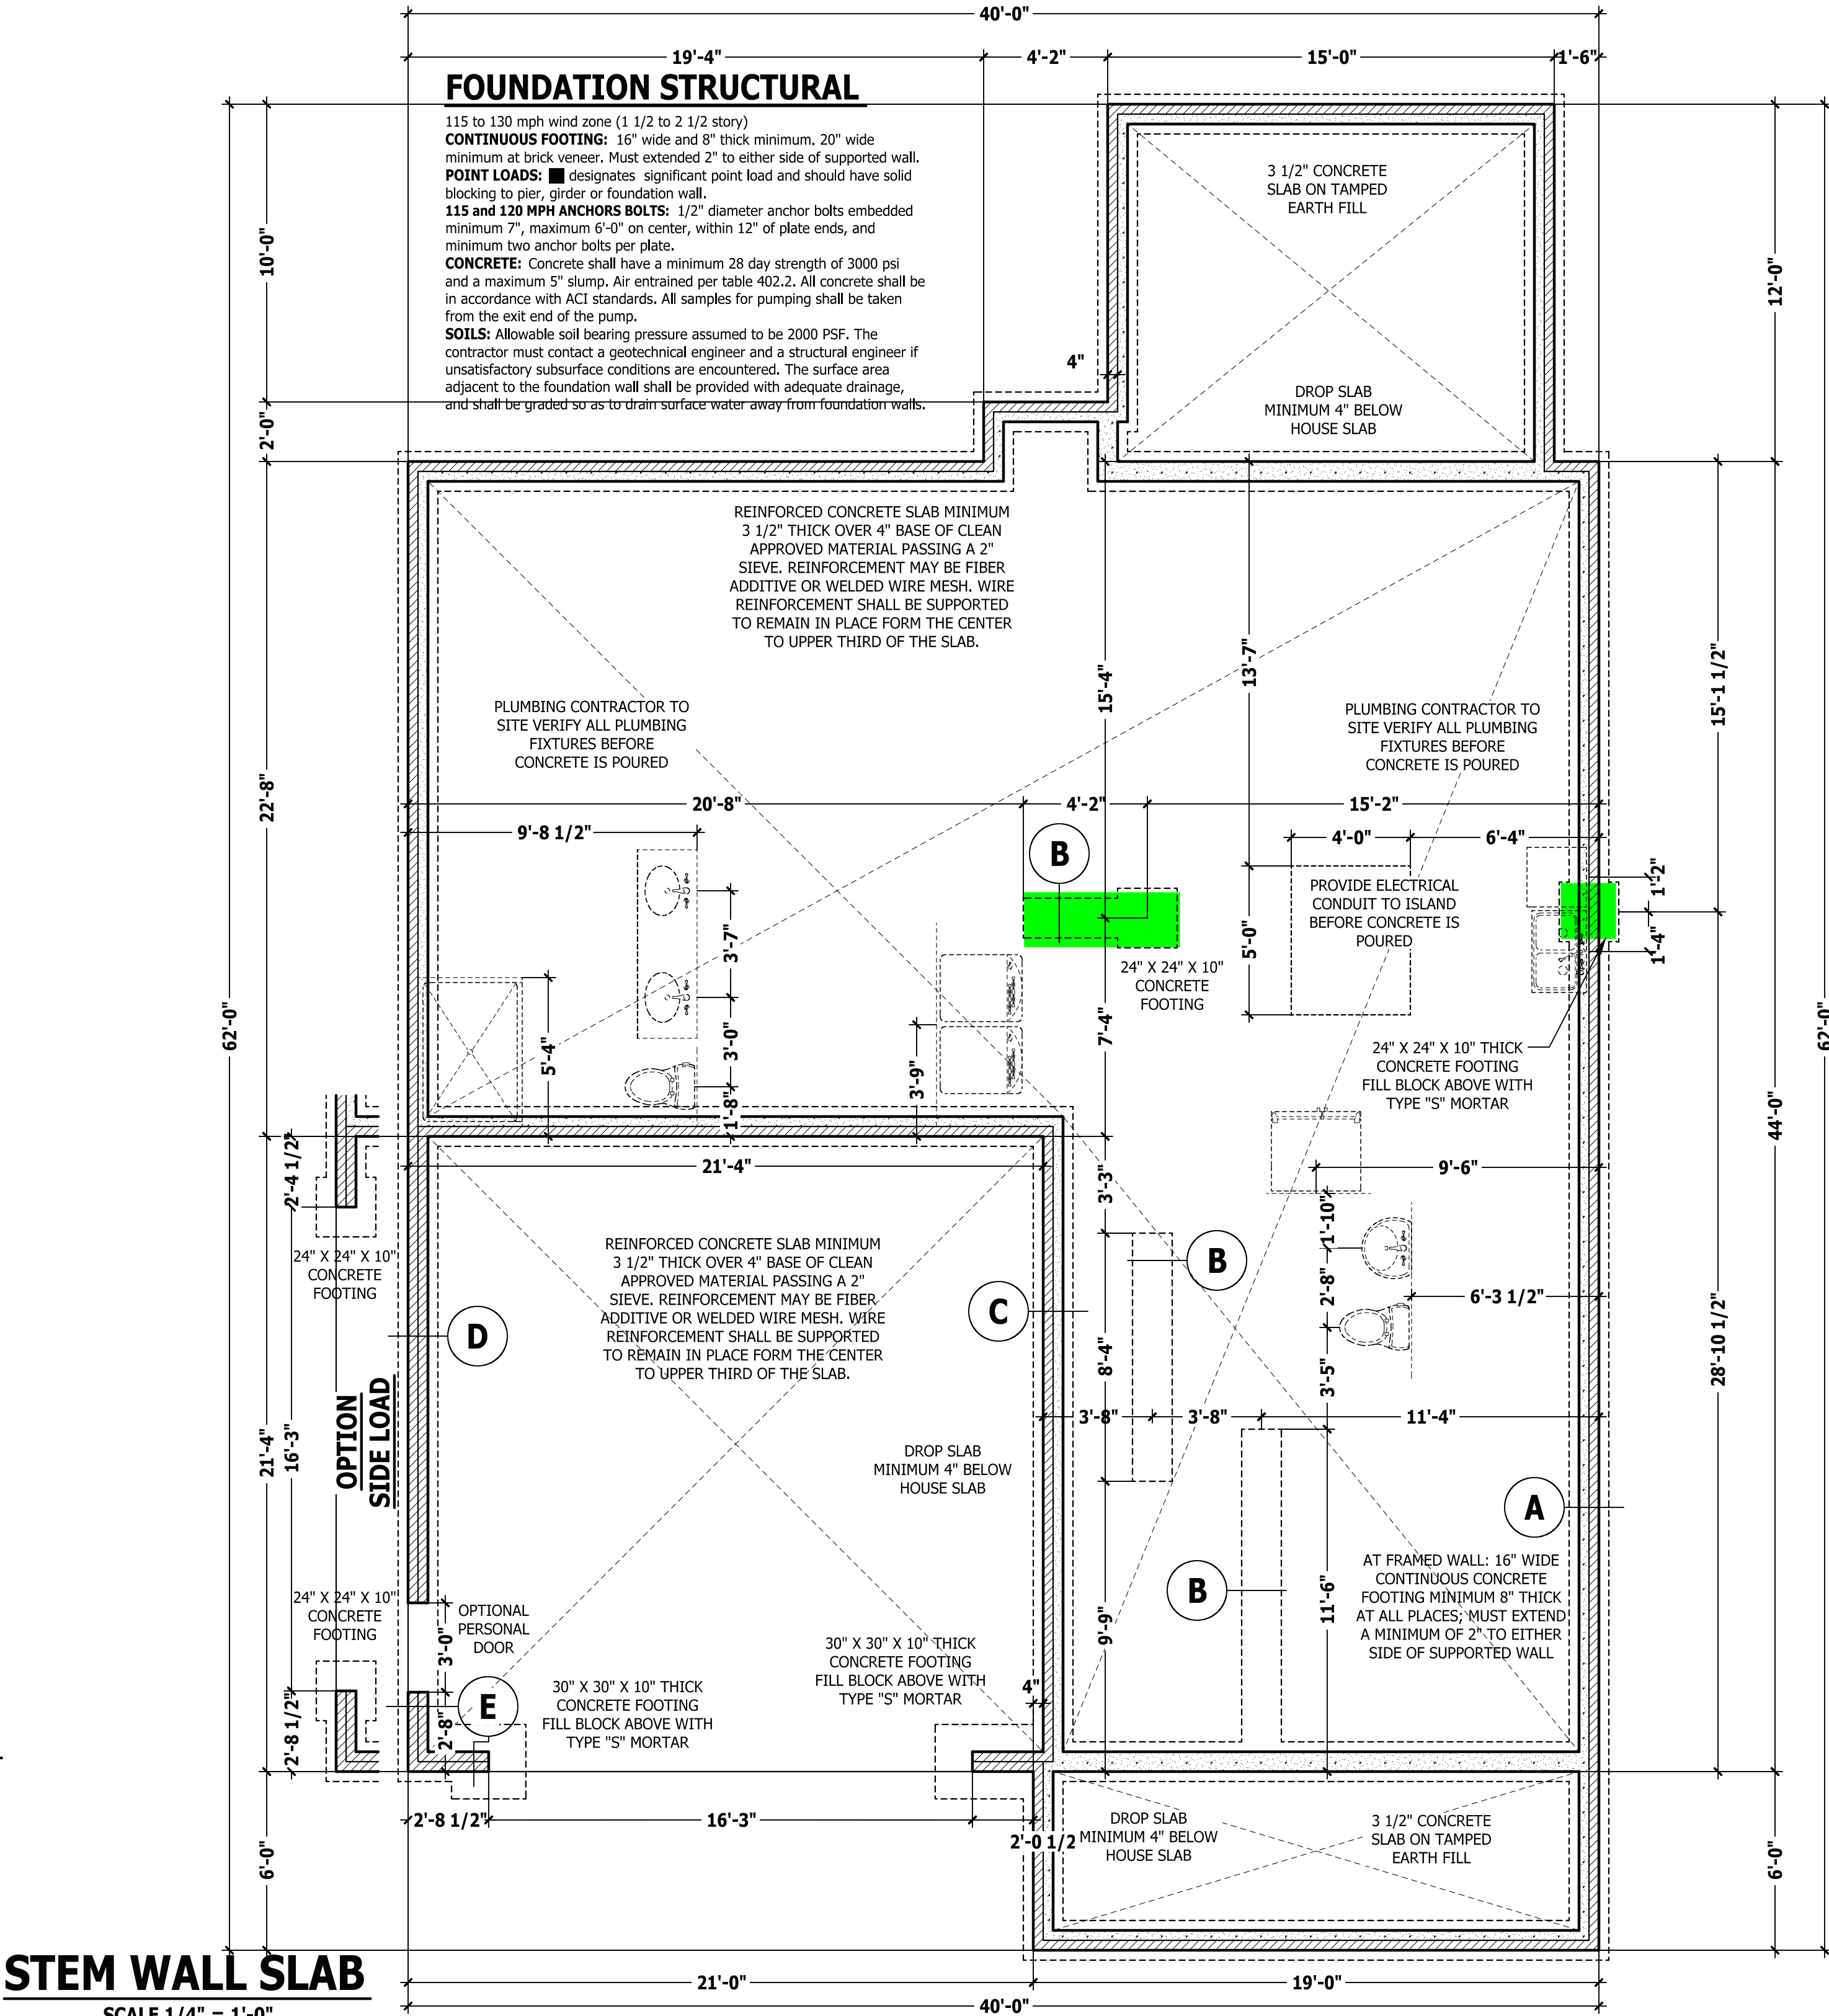 40'-0"
19'-4"
4'-2"
15'-0"
1'-6"
FOUNDATION STRUCTURAL
115 to 130 mph wind zone (1 1/2 to 2 1/2 story)
CONTINUOUS FOOTING: 16" wide and 8" thick minimum. 20" wide
minimum at brick veneer. Must extended 2" to either side of supported wall.
POINT LOADS: designates significant point load and should have solid
blocking to pier, girder or foundation wall.
115 and 120 MPH ANCHORS BOLTS: 1/2" diameter anchor bolts embedded
minimum 7", maximum 6'-0" on center, within 12" of plate ends, and
minimum two anchor bolts per plate.
CONCRETE: Concrete shall have a minimum 28 day strength of 3000 psi
and a maximum 5" slump. Air entrained per table 402.2. All concrete shall be
in accordance with ACI standards. All samples for pumping shall be taken
from the exit end of the pump.
SOILS: Allowable soil bearing pressure assumed to be 2000 PSF. The
contractor must contact a geotechnical engineer and a structural engineer if
unsatisfactory subsurface conditions are encountered. The surface area
adjacent to the foundation wall shall be provided with adequate drainage,
and shall be graded so as to drain surface water away from foundation walls.
3 1/2" CONCRETE
SLAB ON TAMPED
EARTH FILL
10'-0"
12'-0"
4"
DROP SLAB
MINIMUM 4" BELOW
HOUSE SLAB
2'-0"
REINFORCED CONCRETE SLAB MINIMUM
3 1/2" THICK OVER 4" BASE OF CLEAN
APPROVED MATERIAL PASSING A 2"
SIEVE. REINFORCEMENT MAY BE FIBER
ADDITIVE OR WELDED WIRE MESH. WIRE
REINFORCEMENT SHALL BE SUPPORTED
TO REMAIN IN PLACE FORM THE CENTER
TO UPPER THIRD OF THE SLAB.
13'-7"
15'-4"
15'-1 1/2"
PLUMBING CONTRACTOR TO
SITE VERIFY ALL PLUMBING
FIXTURES BEFORE
CONCRETE IS POURED
PLUMBING CONTRACTOR TO
SITE VERIFY ALL PLUMBING
FIXTURES BEFORE
CONCRETE IS POURED
22'-8"
20'-8"
4'-2"
15'-2"
9'-8 1/2"
4'-0"
6'-4"
B
PROVIDE ELECTRICAL
CONDUIT TO ISLAND
BEFORE CONCRETE IS
POURED
1'-2"
1'-4"
3'-7"
5'-0"
24" X 24" X 10"
CONCRETE
FOOTING
62'-0"
62'-0"
5'-4"
3'-0"
7'-4"
3'-9"
1'-8"
24" X 24" X 10" THICK
CONCRETE FOOTING
FILL BLOCK ABOVE WITH
TYPE "S" MORTAR
44'-0"
2'-4 1/2"
21'-4"
3'-3"
9'-6"
1'-10"
24" X 24" X 10"
CONCRETE
FOOTING
REINFORCED CONCRETE SLAB MINIMUM
3 1/2" THICK OVER 4" BASE OF CLEAN
APPROVED MATERIAL PASSING A 2"
SIEVE. REINFORCEMENT MAY BE FIBER
ADDITIVE OR WELDED WIRE MESH. WIRE
REINFORCEMENT SHALL BE SUPPORTED
TO REMAIN IN PLACE FORM THE CENTER
TO UPPER THIRD OF THE SLAB.
B
2'-8"
6'-3 1/2"
C
D
8'-4"
3'-5"
28'-10 1/2"
OPTION
SIDE LOAD
21'-4"
16'-3"
3'-8"
3'-8"
11'-4"
DROP SLAB
MINIMUM 4" BELOW
HOUSE SLAB
A
AT FRAMED WALL: 16" WIDE
CONTINUOUS CONCRETE
FOOTING MINIMUM 8" THICK
AT ALL PLACES; MUST EXTEND
A MINIMUM OF 2" TO EITHER
SIDE OF SUPPORTED WALL
B
11'-6"
9'-9"
24" X 24" X 10"
CONCRETE
FOOTING
OPTIONAL
PERSONAL
DOOR
3'-0"
30" X 30" X 10" THICK
CONCRETE FOOTING
FILL BLOCK ABOVE WITH
TYPE "S" MORTAR
4"
30" X 30" X 10" THICK
CONCRETE FOOTING
FILL BLOCK ABOVE WITH
TYPE "S" MORTAR
E
2'-8"
2'-8 1/2"
2'-8 1/2"
16'-3"
2'-0 1/2
DROP SLAB
MINIMUM 4" BELOW
HOUSE SLAB
3 1/2" CONCRETE
SLAB ON TAMPED
EARTH FILL
6'-0"
6'-0"
STEM WALL SLAB
SCALE 1/4" = 1'-0"
21'-0"
19'-0"
40'-0"